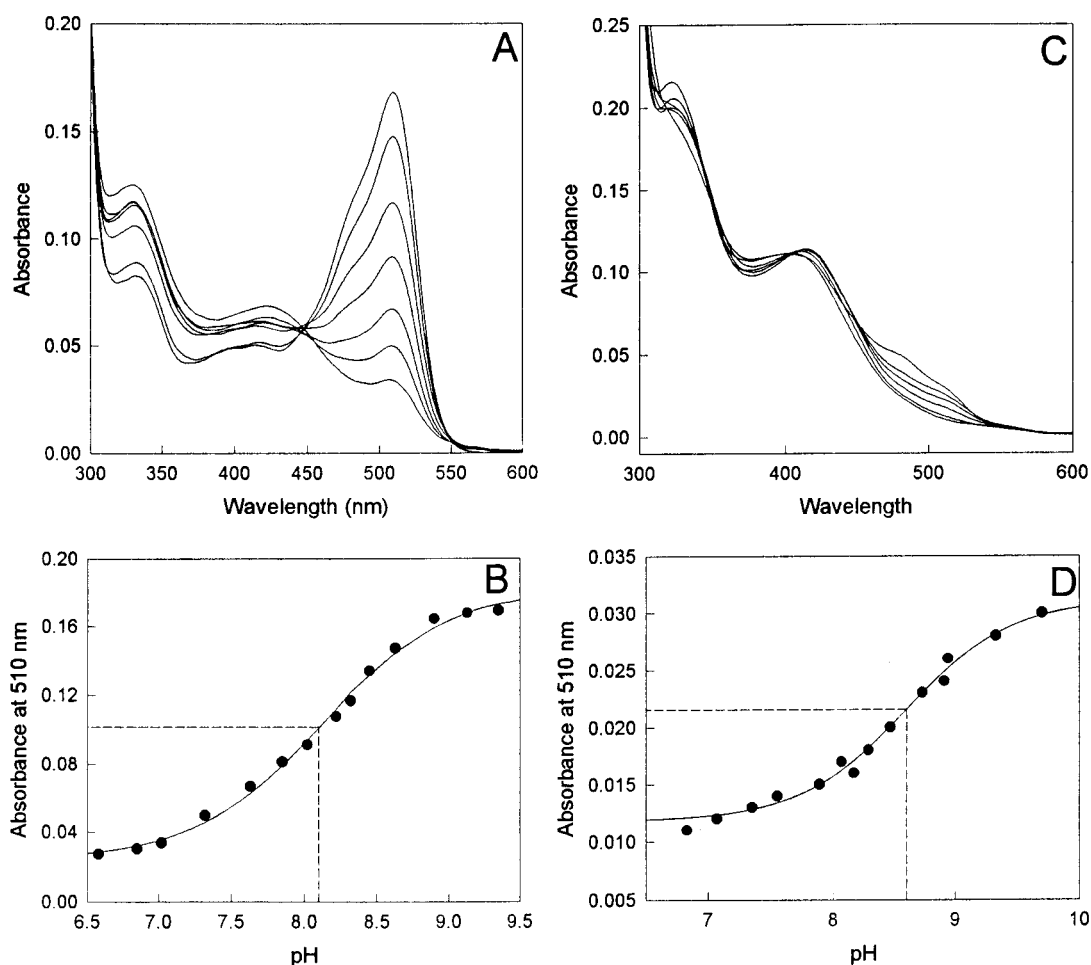 A
Absorbance
0.20
0.15
0.10
0.05
0.00
300 350 400 450 500 550 600
Wavelength (nm)
C
Absorbance
0.25
0.20
0.15
0.10
0.05
0.00
300 400 500 600
Wavelength
B
Absorbance at 510 nm
0.20
0.16
0.12
0.08
0.04
0.00
6.5 7.0 7.5 8.0 8.5 9.0 9.5
pH
D
Absorbance at 510 nm
0.035
0.030
0.025
0.020
0.015
0.010
0.005
7 8 9 10
pH